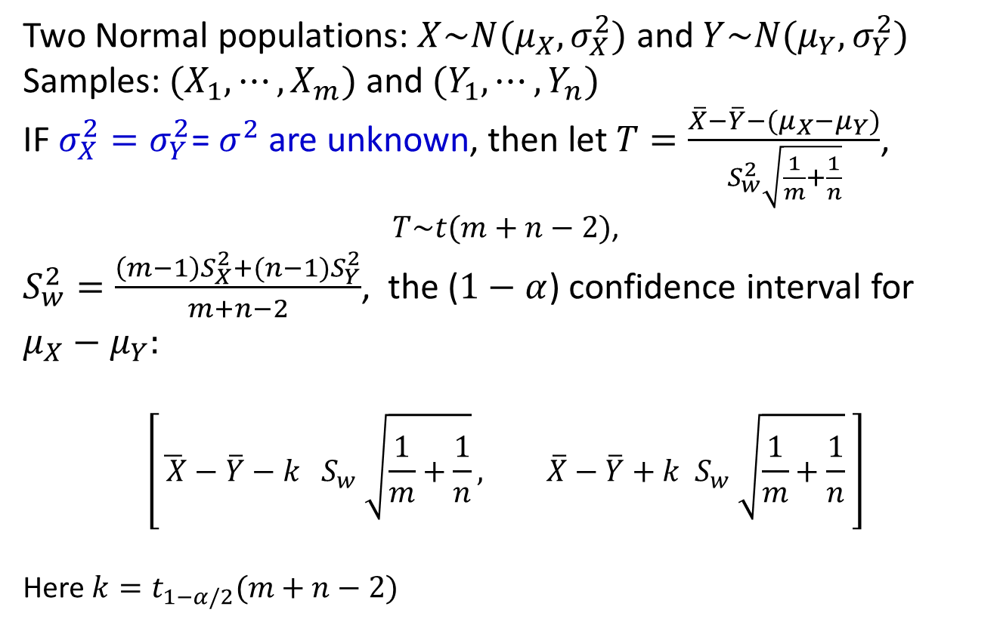 Two Normal populations: $X \sim N(\mu_X, \sigma_X^2)$ and $Y \sim N(\mu_Y, \sigma_Y^2)$
Samples: $(X_1, \cdots, X_m)$ and $(Y_1, \cdots, Y_n)$
IF $\sigma_X^2 = \sigma_Y^2 = \sigma^2$ are unknown, then let $T = \frac{\bar{X} - \bar{Y} - (\mu_X - \mu_Y)}{S_w^2 \sqrt{\frac{1}{m} + \frac{1}{n}}}$,
$T \sim t(m + n - 2)$,
$S_w^2 = \frac{(m-1)S_X^2 + (n-1)S_Y^2}{m+n-2}$, the $(1 - \alpha)$ confidence interval for
$\mu_X - \mu_Y$:
$\left[ \bar{X} - \bar{Y} - k \ S_w \sqrt{\frac{1}{m} + \frac{1}{n}}, \quad \bar{X} - \bar{Y} + k \ S_w \sqrt{\frac{1}{m} + \frac{1}{n}} \right]$
Here $k = t_{1-\alpha/2}(m + n - 2)$